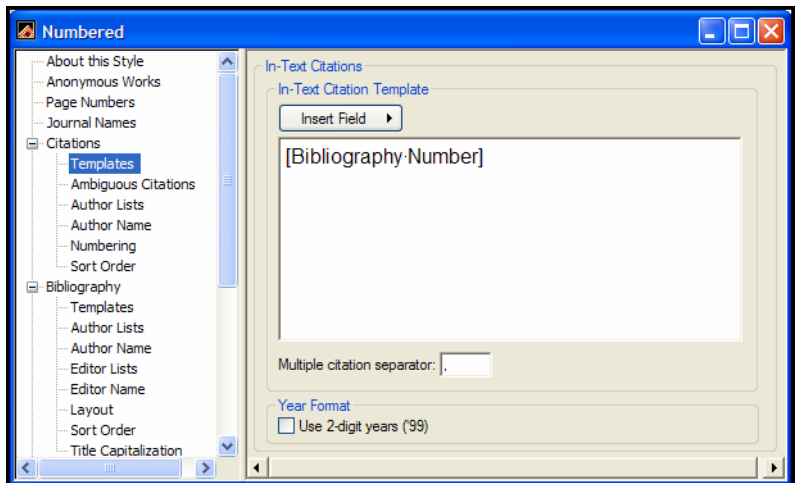 Numbered
About this Style
Anonymous Works
Page Numbers
Journal Names
Citations
Templates
Ambiguous Citations
Author Lists
Author Name
Numbering
Sort Order
Bibliography
Templates
Author Lists
Author Name
Editor Lists
Editor Name
Layout
Sort Order
Title Capitalization
In-Text Citations
In-Text Citation Template
Insert Field
[Bibliography·Number]
Multiple citation separator: ,
Year Format
Use 2-digit years ('99)